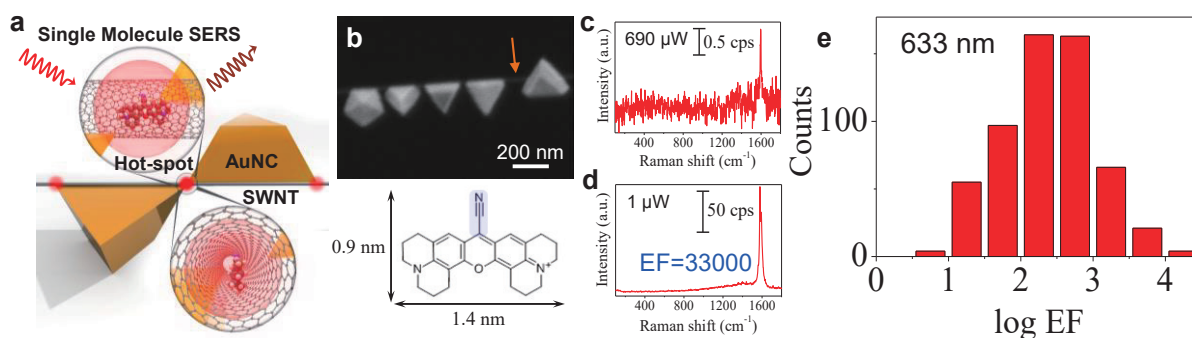 a
Single Molecule SERS
Hot-spot
AuNC
SWNT
b
200 nm
N
N
O
N+
0.9 nm
1.4 nm
c
690 µW
0.5 cps
Intensity (a.u.)
400 800 1200 1600
Raman shift (cm-1)
d
1 µW
50 cps
EF=33000
Intensity (a.u.)
400 800 1200 1600
Raman shift (cm-1)
e
633 nm
Counts
100
0
0 1 2 3 4
log EF